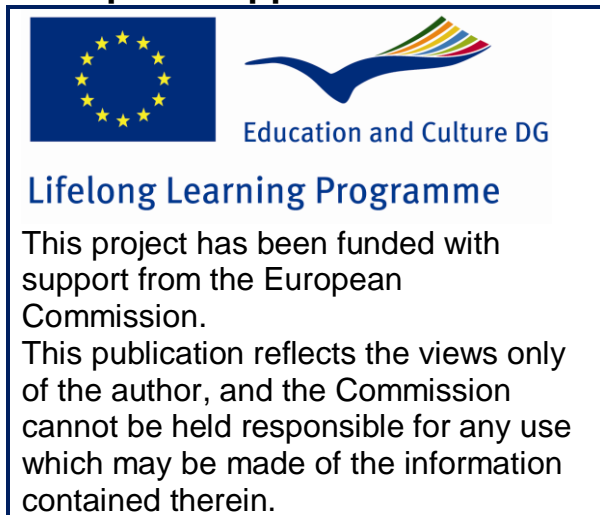 Education and Culture DG
Lifelong Learning Programme
This project has been funded with
support from the European
Commission.
This publication reflects the views only
of the author, and the Commission
cannot be held responsible for any use
which may be made of the information
contained therein.